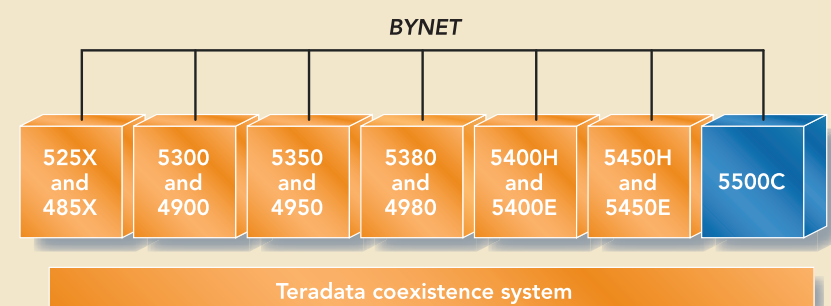 BYNET
525X
and
485X
5300
and
4900
5350
and
4950
5380
and
4980
5400H
and
5400E
5450H
and
5450E
5500C
Teradata coexistence system